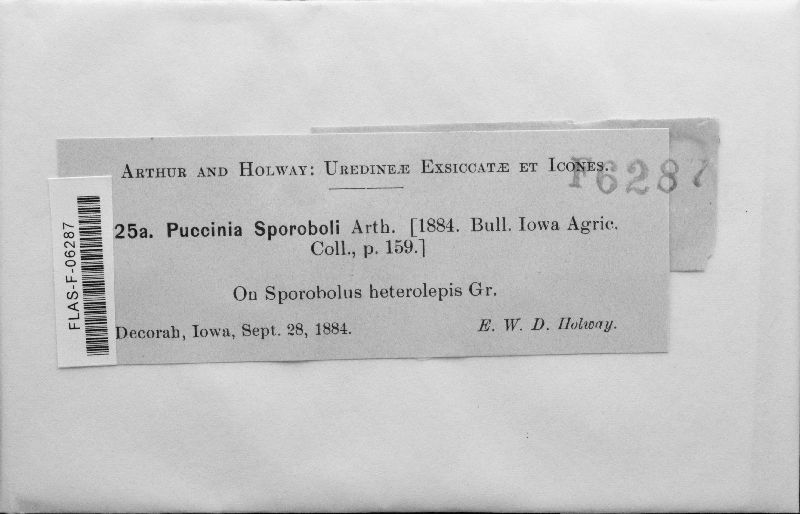 ARTHUR AND HOLWAY: UREDINEÆ EXSICCATÆ ET ICONES.
F6287
25a. Puccinia Sporoboli Arth. [1884. Bull. Iowa Agric.
Coll., p. 159.]
On Sporobolus heterolepis Gr.
Decorah, Iowa, Sept. 28, 1884. E. W. D. Holway.
FLAS-F-06287